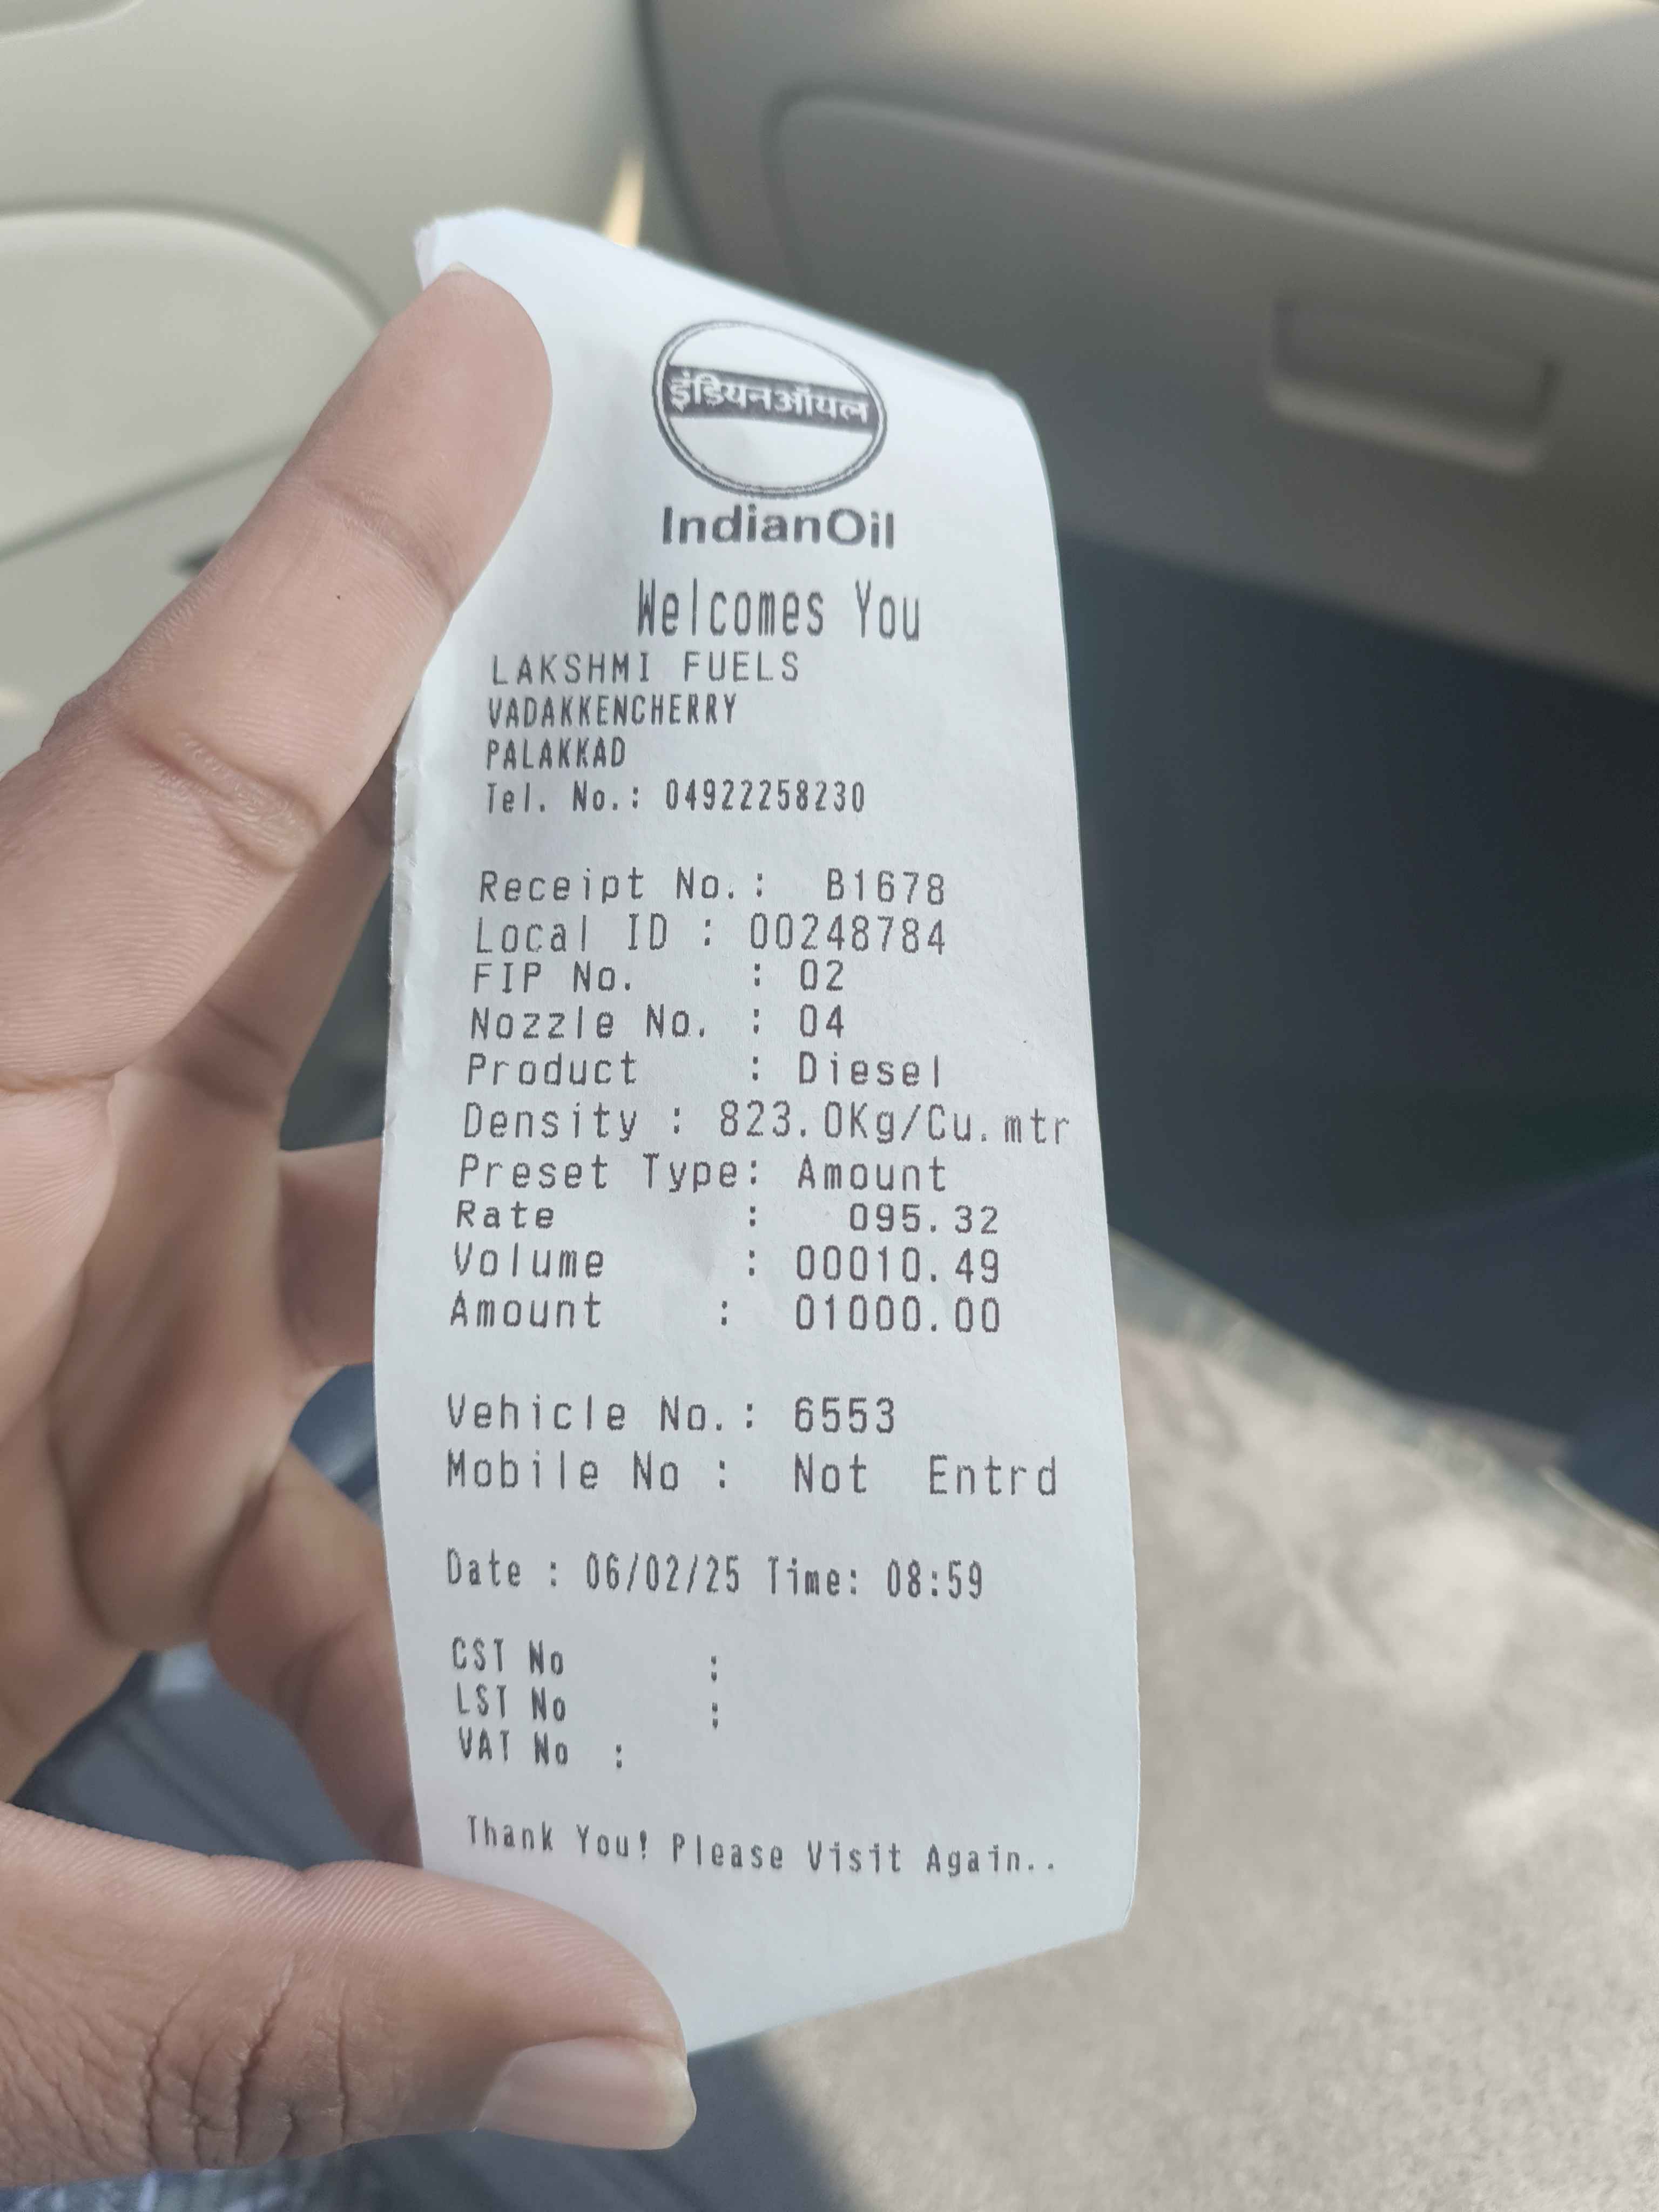 इंडियनऑयल
IndianOil
Welcomes You
LAKSHMI FUELS
VADAKKENCHERRY
PALAKKAD
Tel. No.: 04922258230
Receipt No.: B1678
Local ID : 00248784
FIP No. : 02
Nozzle No. : 04
Product : Diesel
Density : 823.0Kg/Cu.mtr
Preset Type: Amount
Rate : 095.32
Volume : 00010.49
Amount : 01000.00
Vehicle No.: 6553
Mobile No : Not Entrd
Date : 06/02/25 Time: 08:59
CST No :
LST No :
VAT No :
Thank You! Please Visit Again..